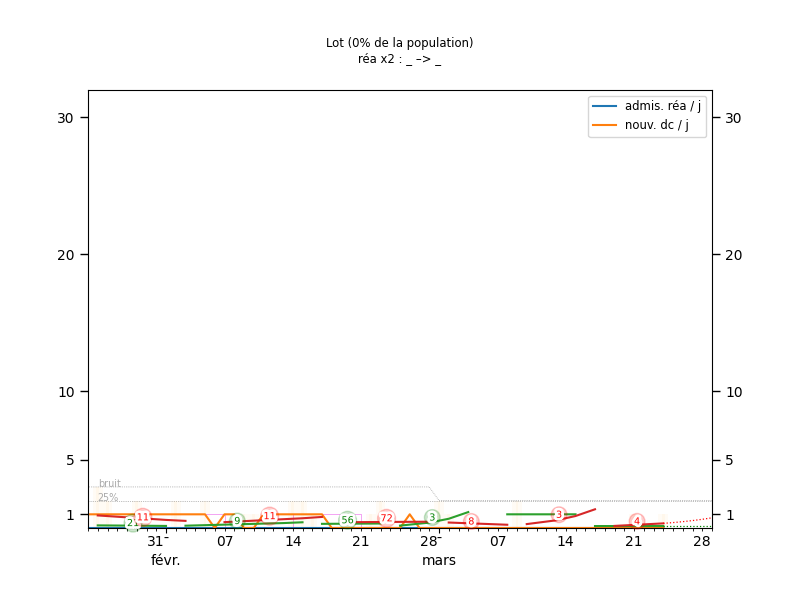 Lot (0% de la population)
réa x2 : _ –> _
admis. réa / j
nouv. dc / j
30 30
20 20
10 10
5 5
bruit
25%
1 1
21 11 9 11 56 72 3 8 3 4
31 07 14 21 28 07 14 21 28
févr. mars